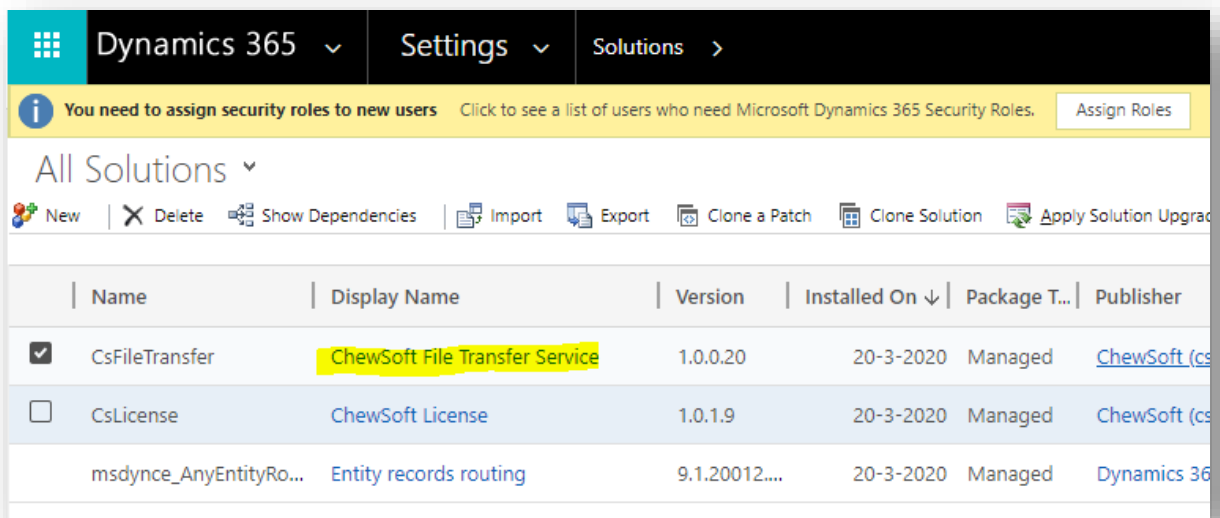 Dynamics 365 Settings Solutions
You need to assign security roles to new users Click to see a list of users who need Microsoft Dynamics 365 Security Roles. Assign Roles
All Solutions
New Delete Show Dependencies Import Export Clone a Patch Clone Solution Apply Solution Upgrad
Name Display Name Version Installed On Package T... Publisher
CsFileTransfer ChewSoft File Transfer Service 1.0.0.20 20-3-2020 Managed ChewSoft (cs
CsLicense ChewSoft License 1.0.1.9 20-3-2020 Managed ChewSoft (cs
msdynce_AnyEntityRo... Entity records routing 9.1.20012.... 20-3-2020 Managed Dynamics 36